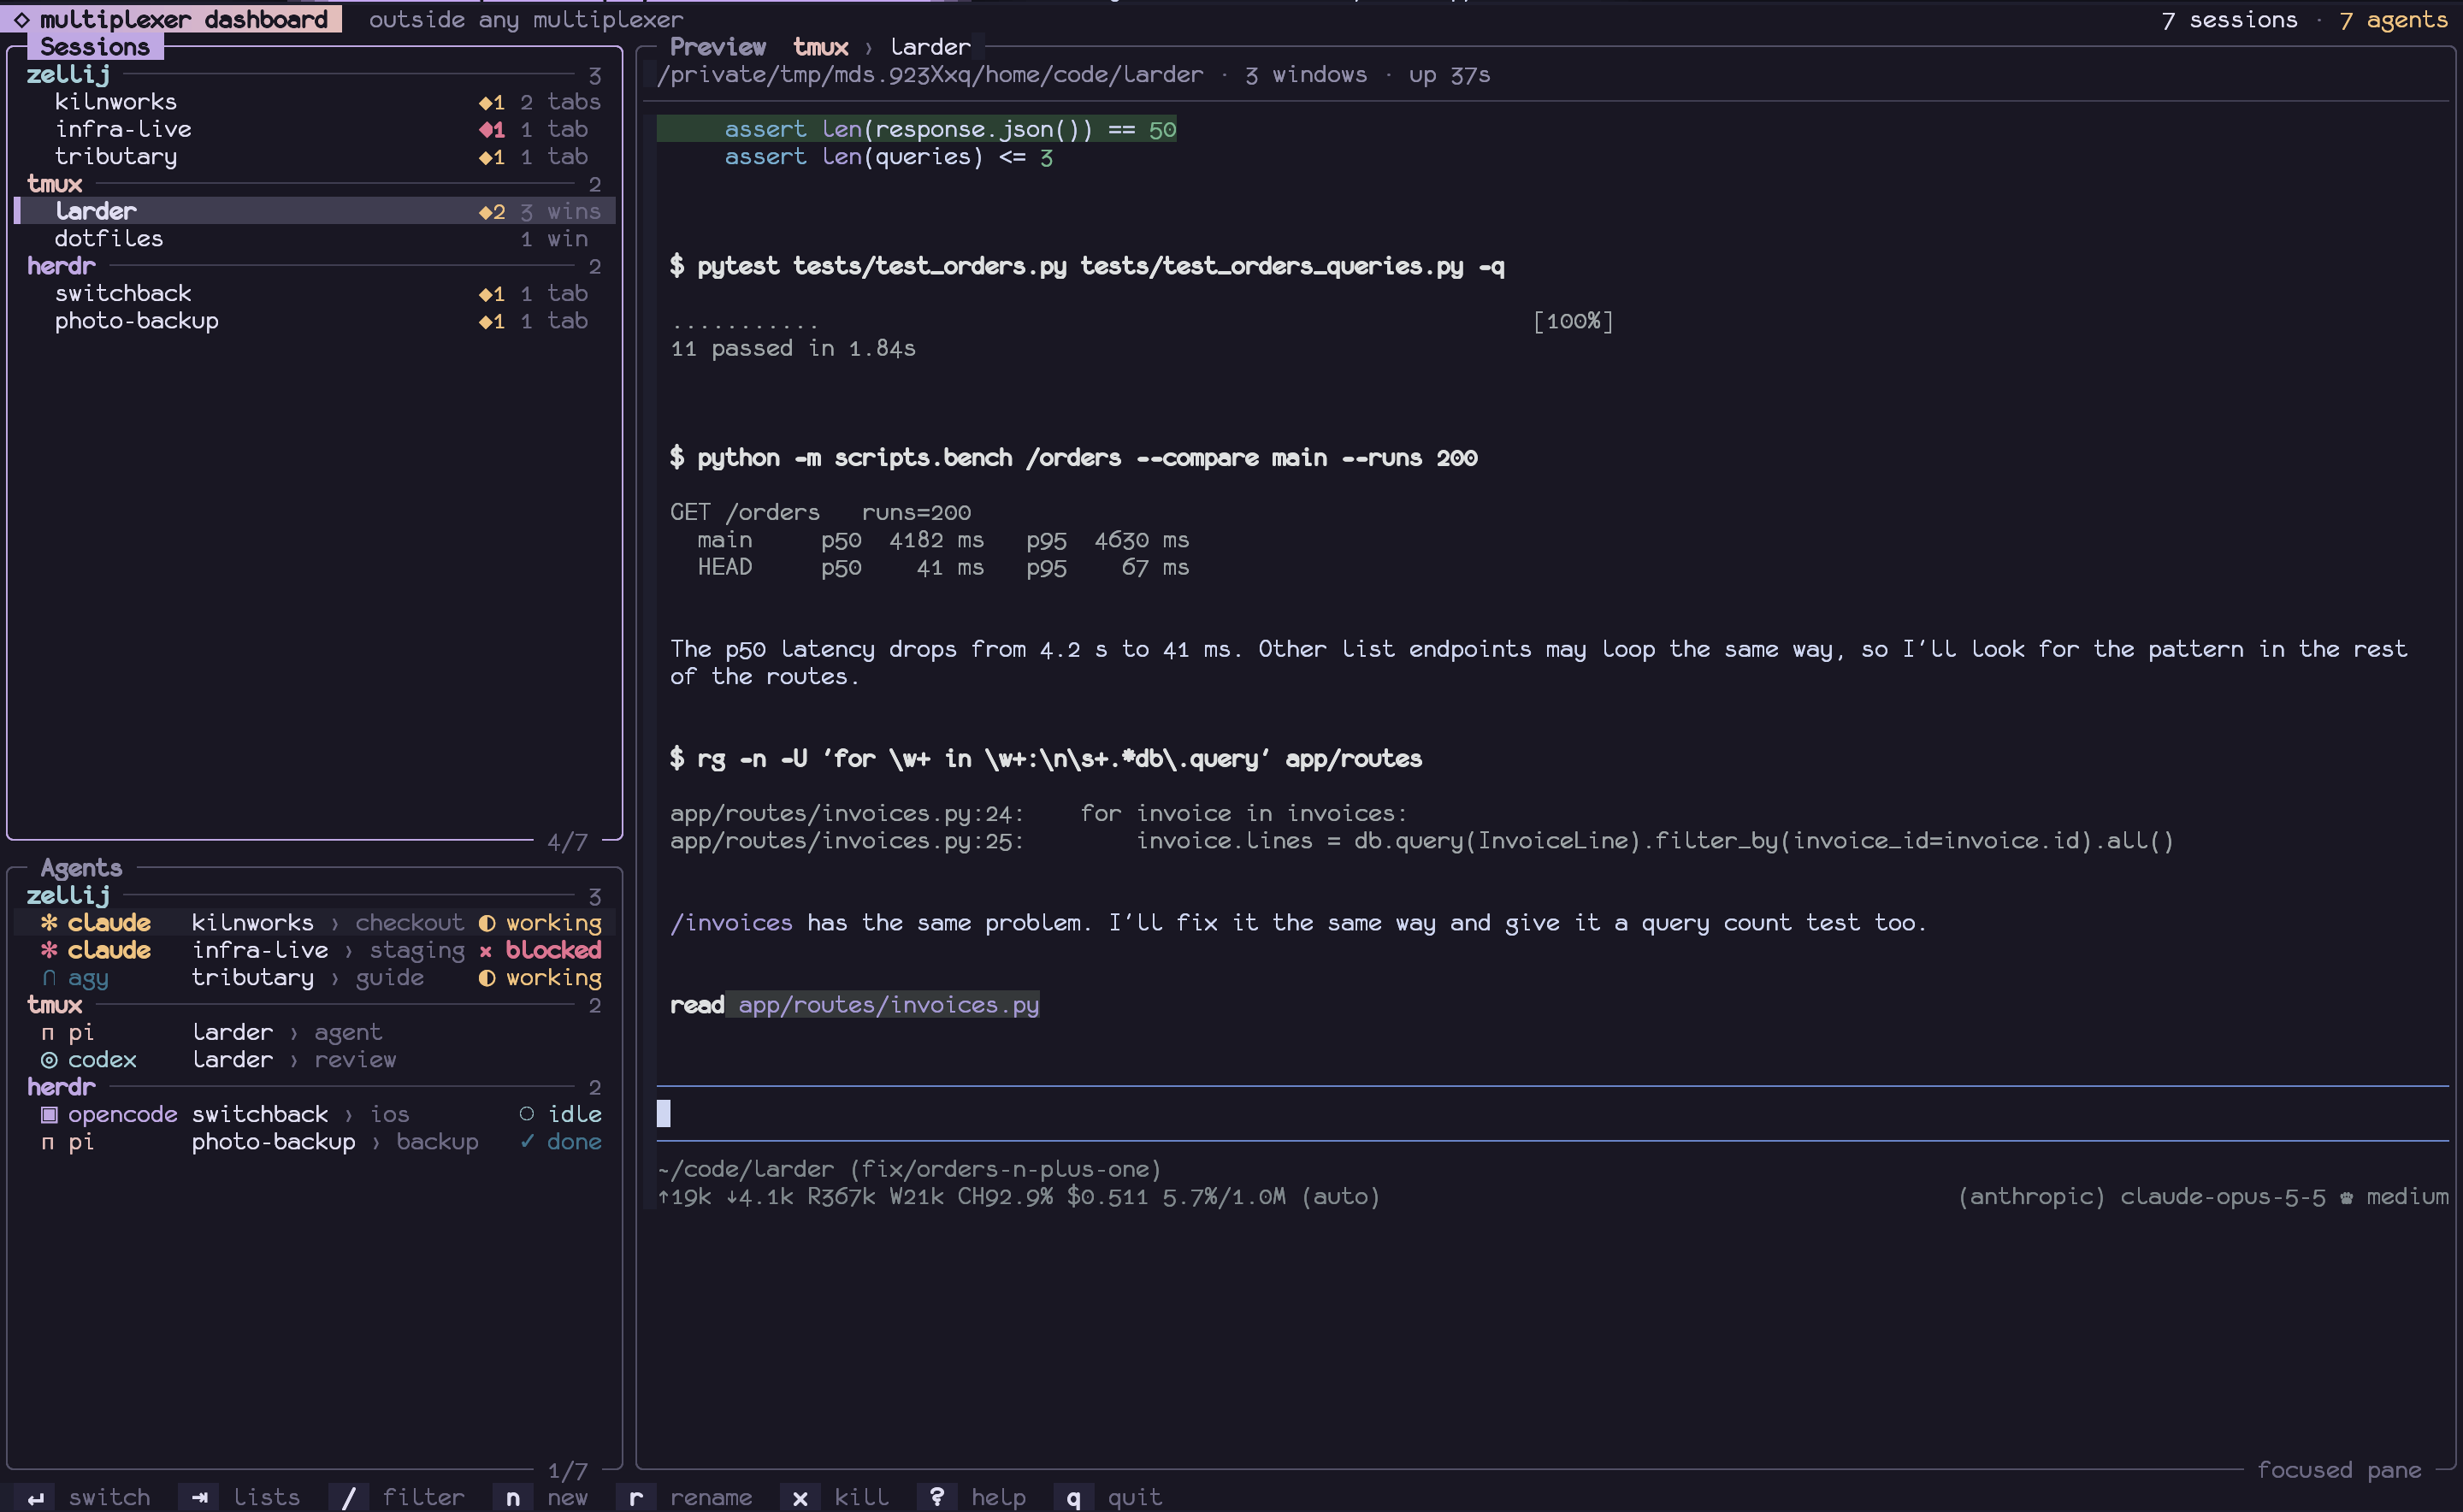 ◇ multiplexer dashboard outside any multiplexer 7 sessions · 7 agents
Sessions
zellij 3
kilnworks ◆1 2 tabs
infra-live ◆1 1 tab
tributary ◆1 1 tab
tmux 2
larder ◆2 3 wins
dotfiles 1 win
herdr 2
switchback ◆1 1 tab
photo-backup ◆1 1 tab
4/7
Agents
zellij 3
✻ claude kilnworks › checkout ◐ working
✻ claude infra-live › staging × blocked
∩ agy tributary › guide ◐ working
tmux 2
π pi larder › agent
◎ codex larder › review
herdr 2
▣ opencode switchback › ios ○ idle
π pi photo-backup › backup ✓ done
1/7
Preview tmux › larder
/private/tmp/mds.923Xxq/home/code/larder · 3 windows · up 37s
assert len(response.json()) == 50
assert len(queries) <= 3
$ pytest tests/test_orders.py tests/test_orders_queries.py -q
........... [100%]
11 passed in 1.84s
$ python -m scripts.bench /orders --compare main --runs 200
GET /orders runs=200
main p50 4182 ms p95 4630 ms
HEAD p50 41 ms p95 67 ms
The p50 latency drops from 4.2 s to 41 ms. Other list endpoints may loop the same way, so I'll look for the pattern in the rest
of the routes.
$ rg -n -U 'for \w+ in \w+:\n\s+.*db\.query' app/routes
app/routes/invoices.py:24: for invoice in invoices:
app/routes/invoices.py:25: invoice.lines = db.query(InvoiceLine).filter_by(invoice_id=invoice.id).all()
/invoices has the same problem. I'll fix it the same way and give it a query count test too.
read app/routes/invoices.py
~/code/larder (fix/orders-n-plus-one)
↑19k ↓4.1k R367k W21k CH92.9% $0.511 5.7%/1.0M (auto) (anthropic) claude-opus-5-5 medium
focused pane
↵ switch ⇥ lists / filter n new r rename x kill ? help q quit